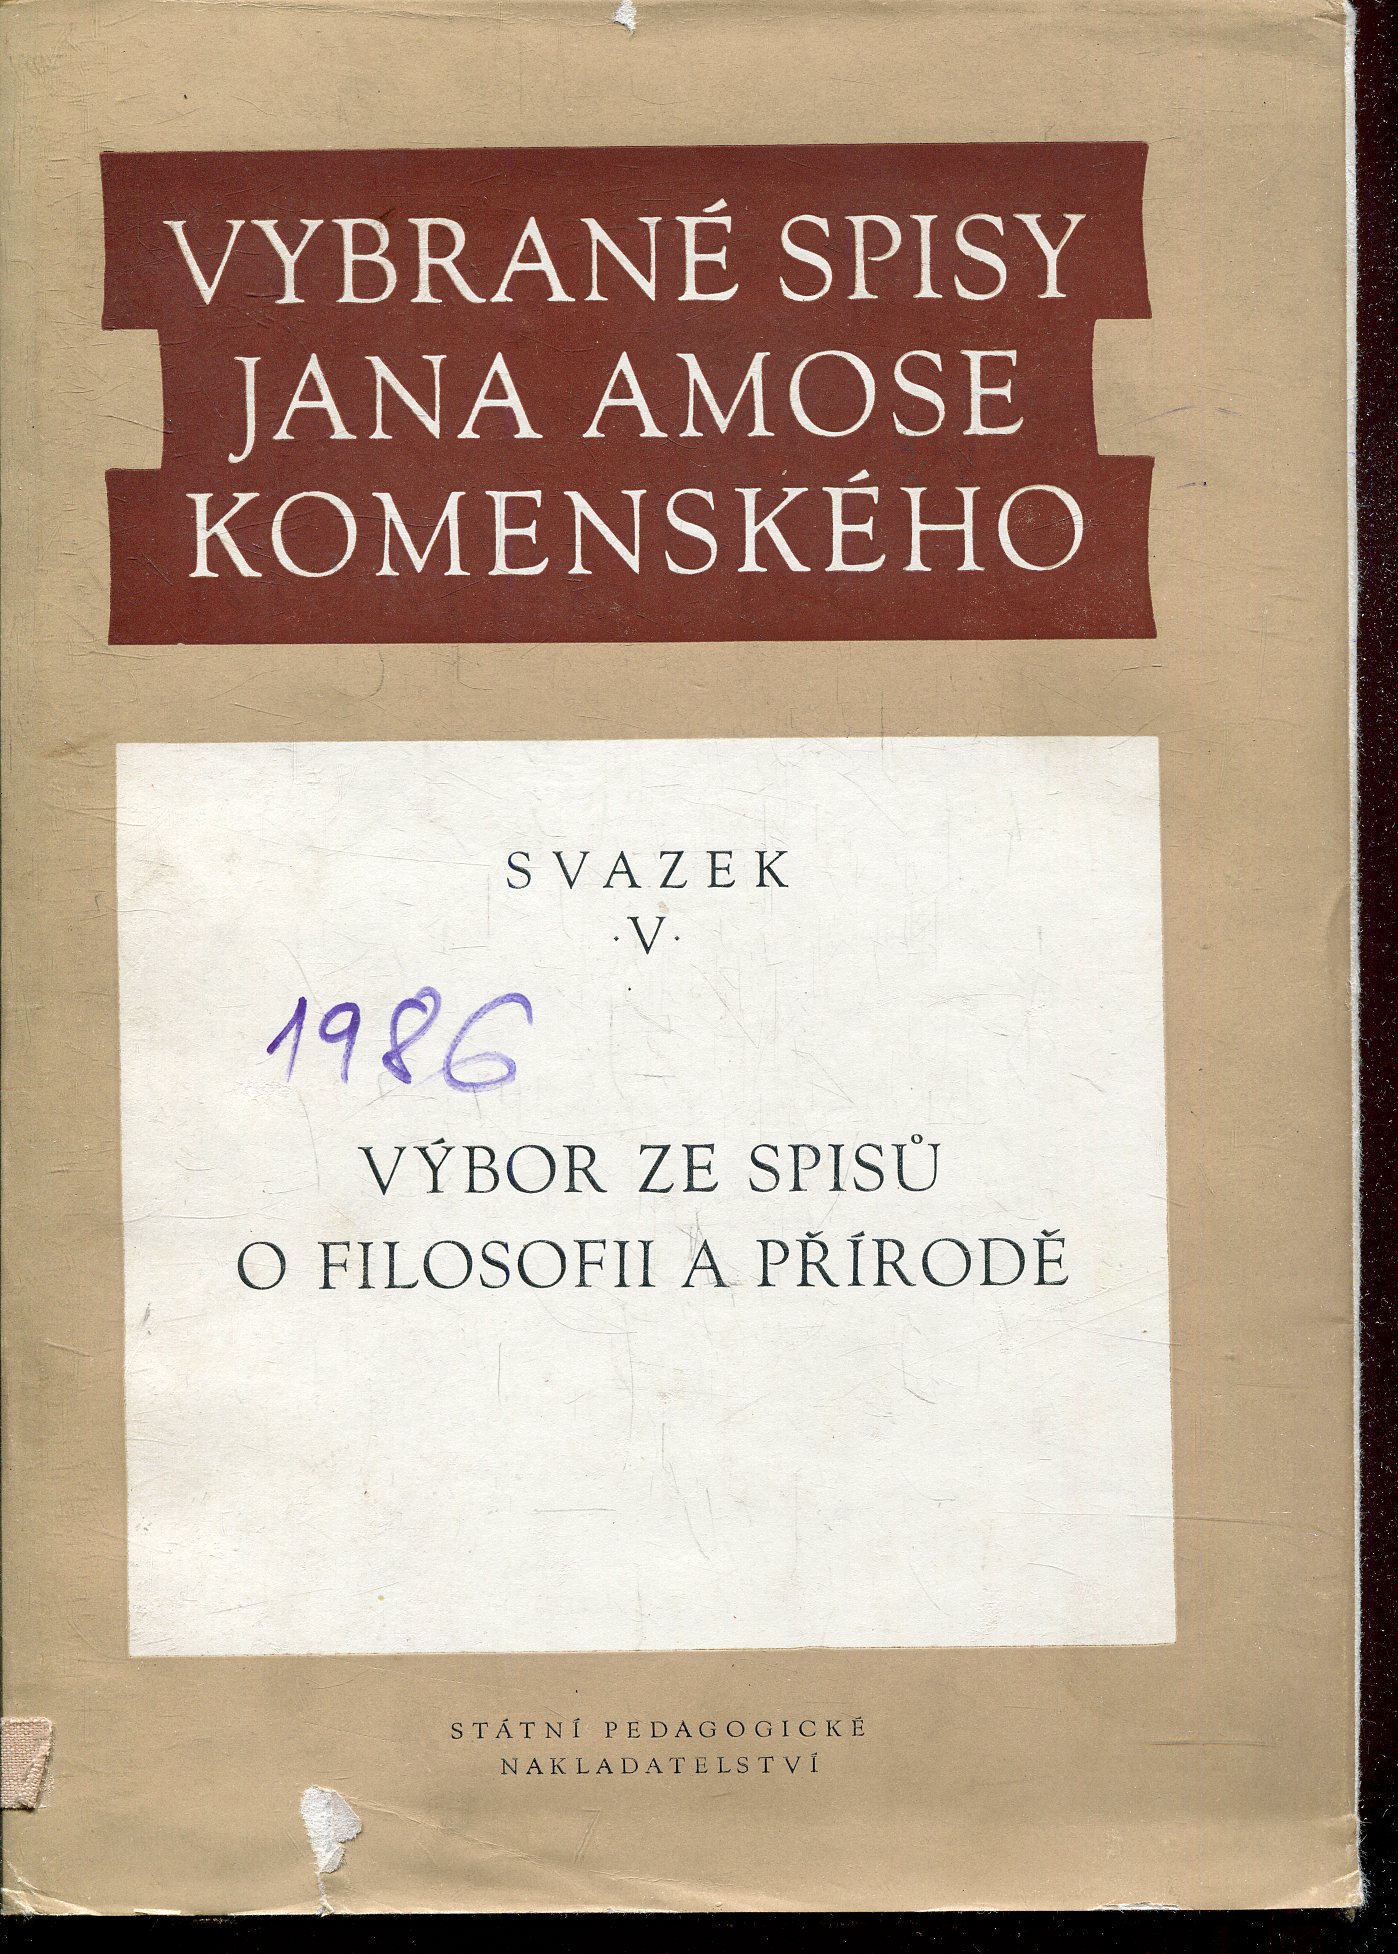 VYBRANÉ SPISY
JANA AMOSE
KOMENSKÉHO
SVAZEK
·V·
1986
VÝBOR ZE SPISŮ
O FILOSOFII A PŘÍRODĚ
STÁTNÍ PEDAGOGICKÉ
NAKLADATELSTVÍ